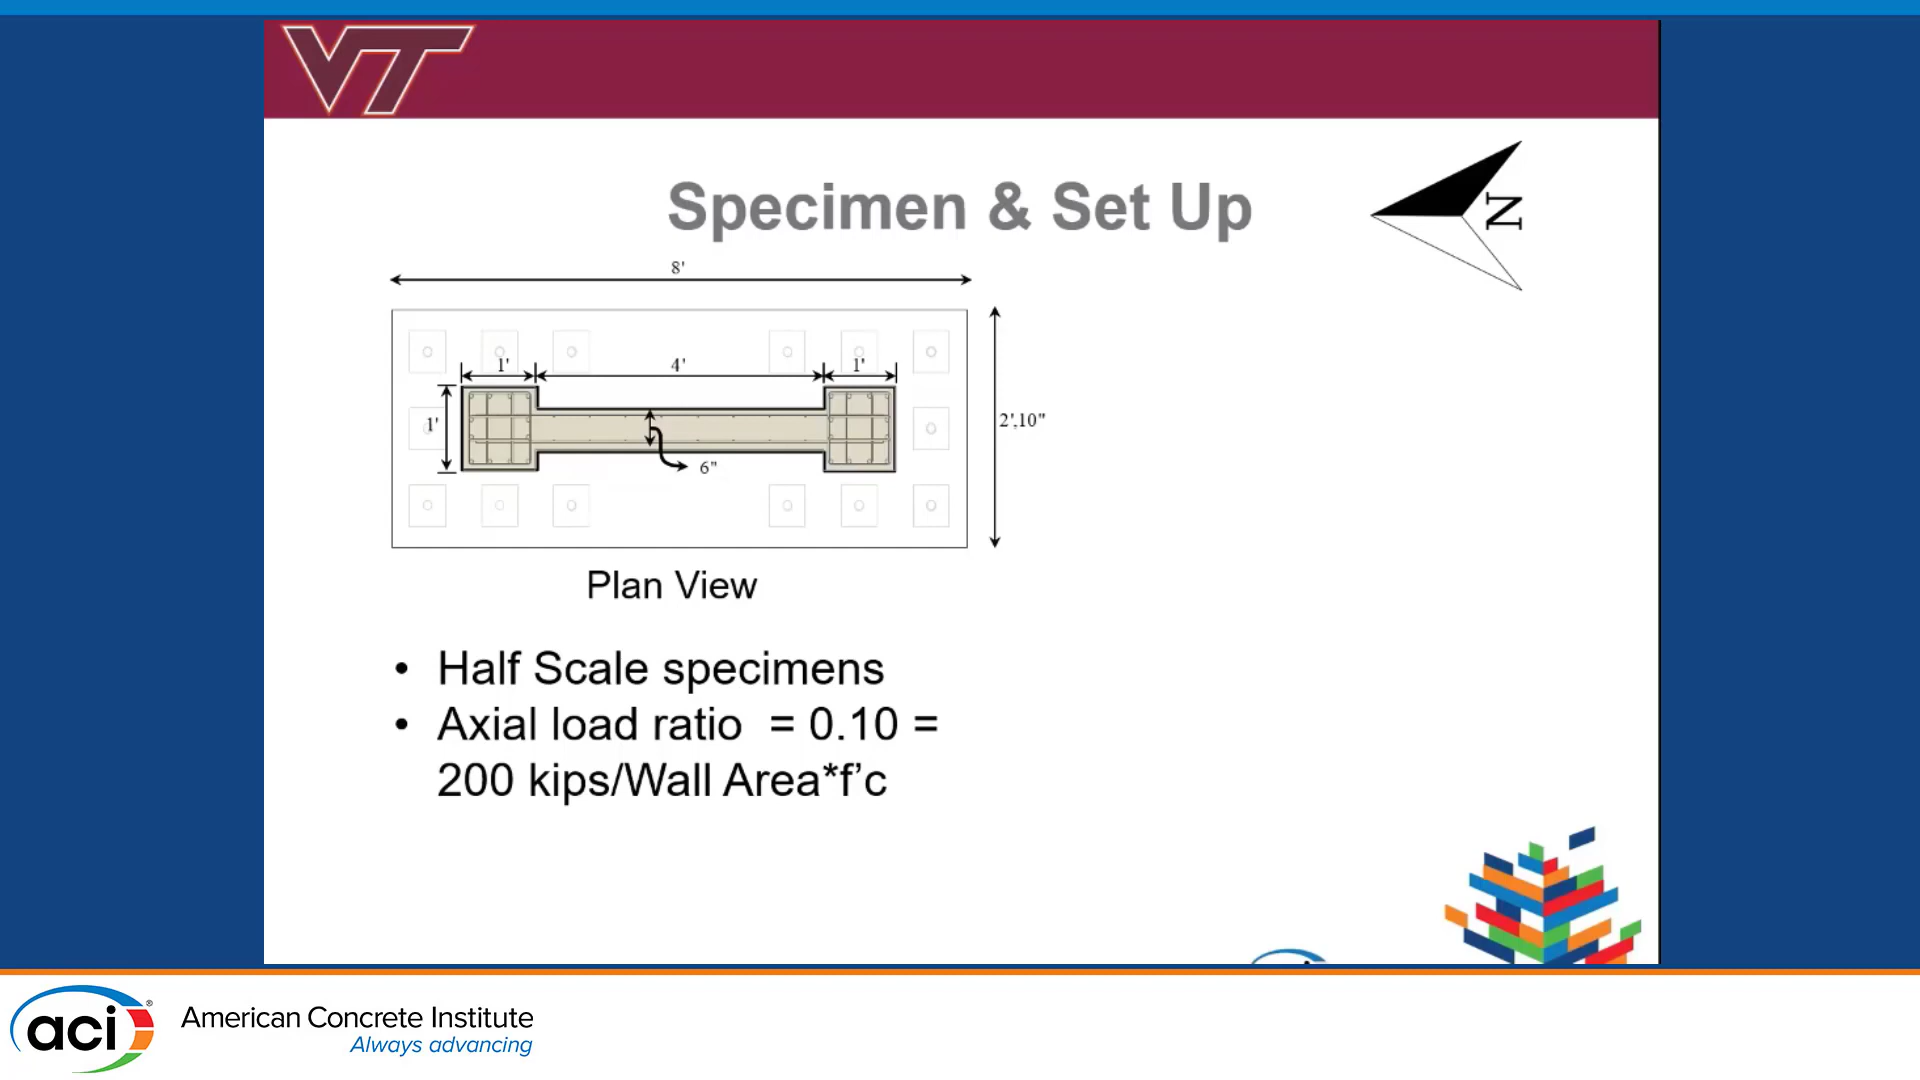 VT
Specimen & Set Up
N
8'
1'
4'
1'
1'
2',10"
6"
Plan View
• Half Scale specimens
• Axial load ratio = 0.10 =
200 kips/Wall Area*f’c
aci®
American Concrete Institute
Always advancing